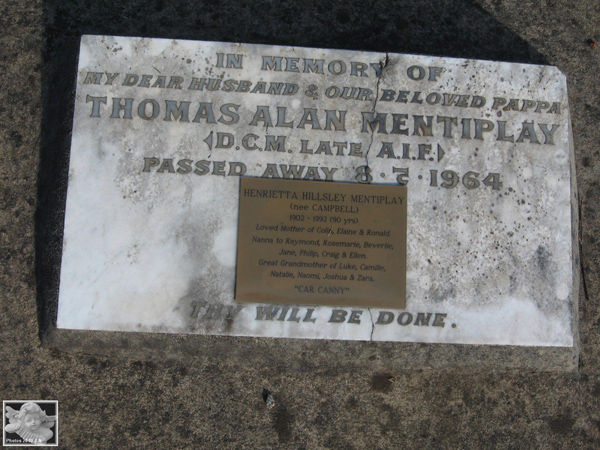 IN MEMORY OF
MY DEAR HUSBAND & OUR BELOVED PAPPA
THOMAS ALAN MENTIPLAY
(D.C.M. LATE A.I.F.)
PASSED AWAY 8 - 1964
HENRIETTA HILLSLEY MENTIPLAY
(nee CAMPBELL)
1902 - 1992 (90 yrs)
Loved Mother of Colin, Elaine & Ronald.
Nanna to Raymond, Rosemarie, Beverlie,
Jane, Philip, Craig & Ellen.
Great Grandmother of Luke, Camille,
Natalie, Naomi, Joshua & Zara.
"CAR CANNY"
THY WILL BE DONE.
Photos